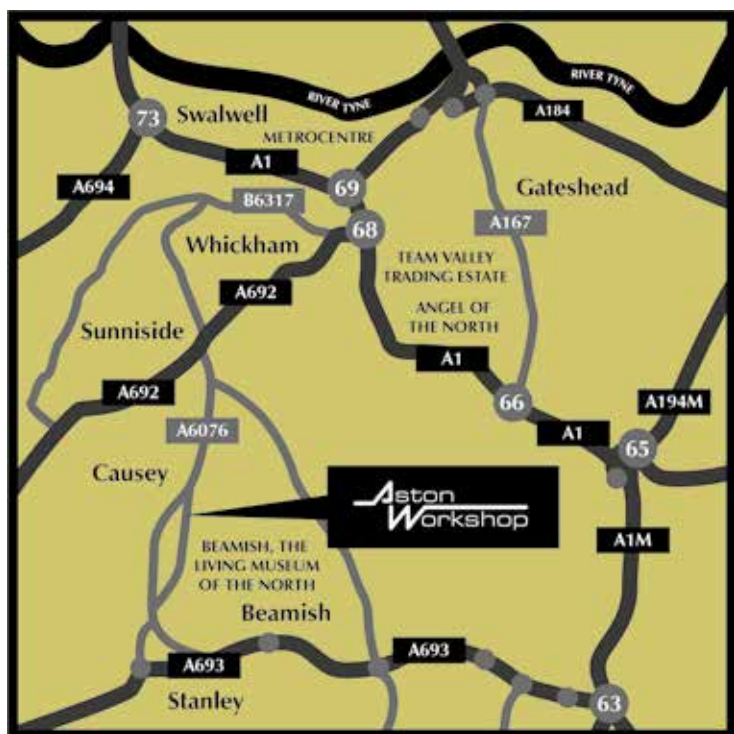 RIVER TYNE
RIVER TYNE
73
Swalwell
A184
METROCENTRE
A1
A694
69
Gateshead
B6317
68
A167
Whickham
TEAM VALLEY
TRADING ESTATE
A692
ANGEL OF
THE NORTH
Sunniside
A1
A692
66
A194M
A6076
A1
65
Causey
Aston
Workshop
A1M
BEAMISH, THE
LIVING MUSEUM
OF THE NORTH
Beamish
A693
A693
Stanley
63